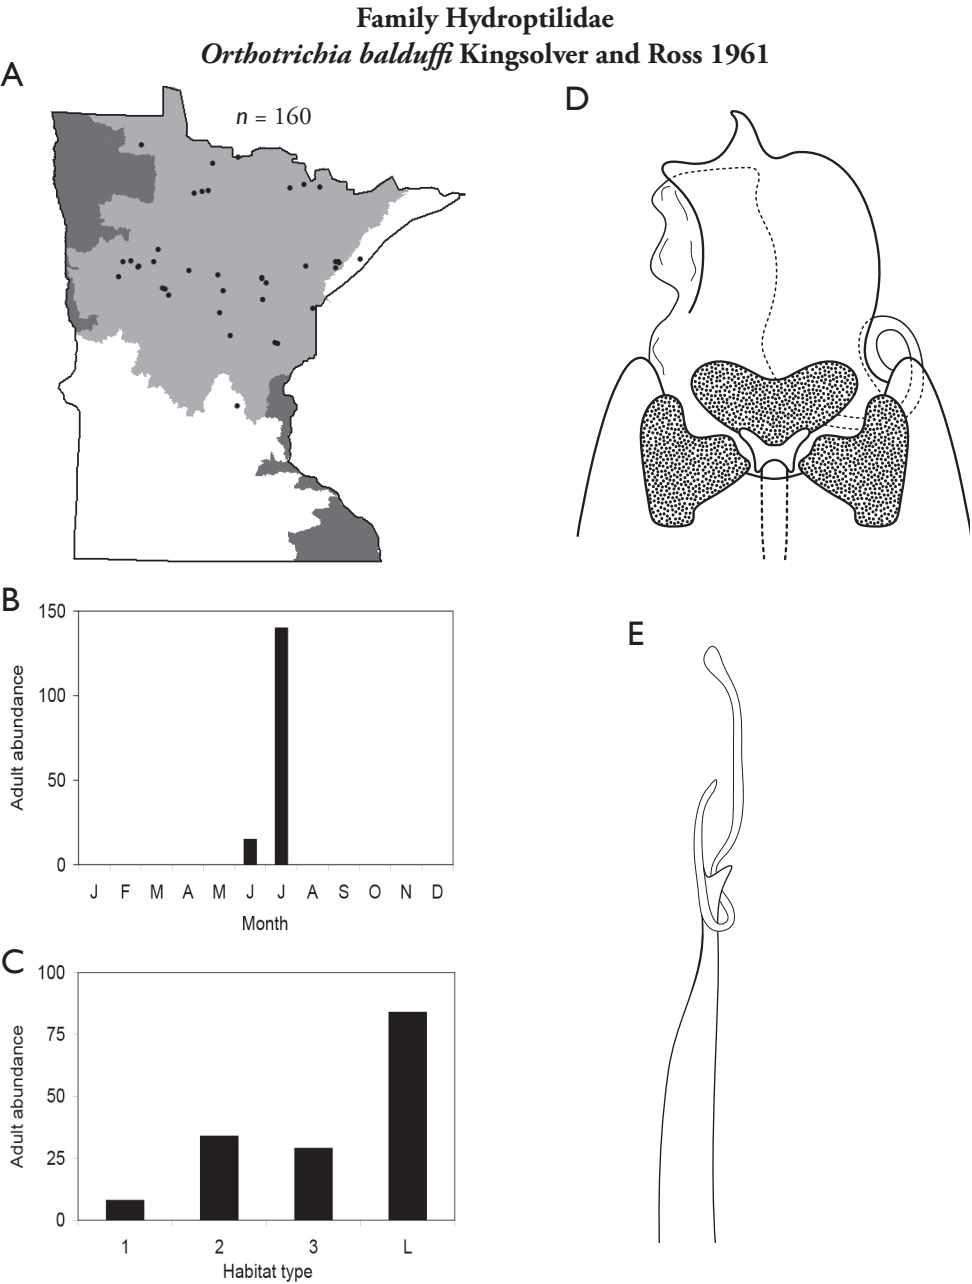 Family Hydroptilidae
Orthotrichia balduffi Kingsolver and Ross 1961
A
n = 160
D
B
150
100
50
0
Adult abundance
J F M A M J J A S O N D
Month
E
C
100
75
50
25
0
Adult abundance
1 2 3 L
Habitat type